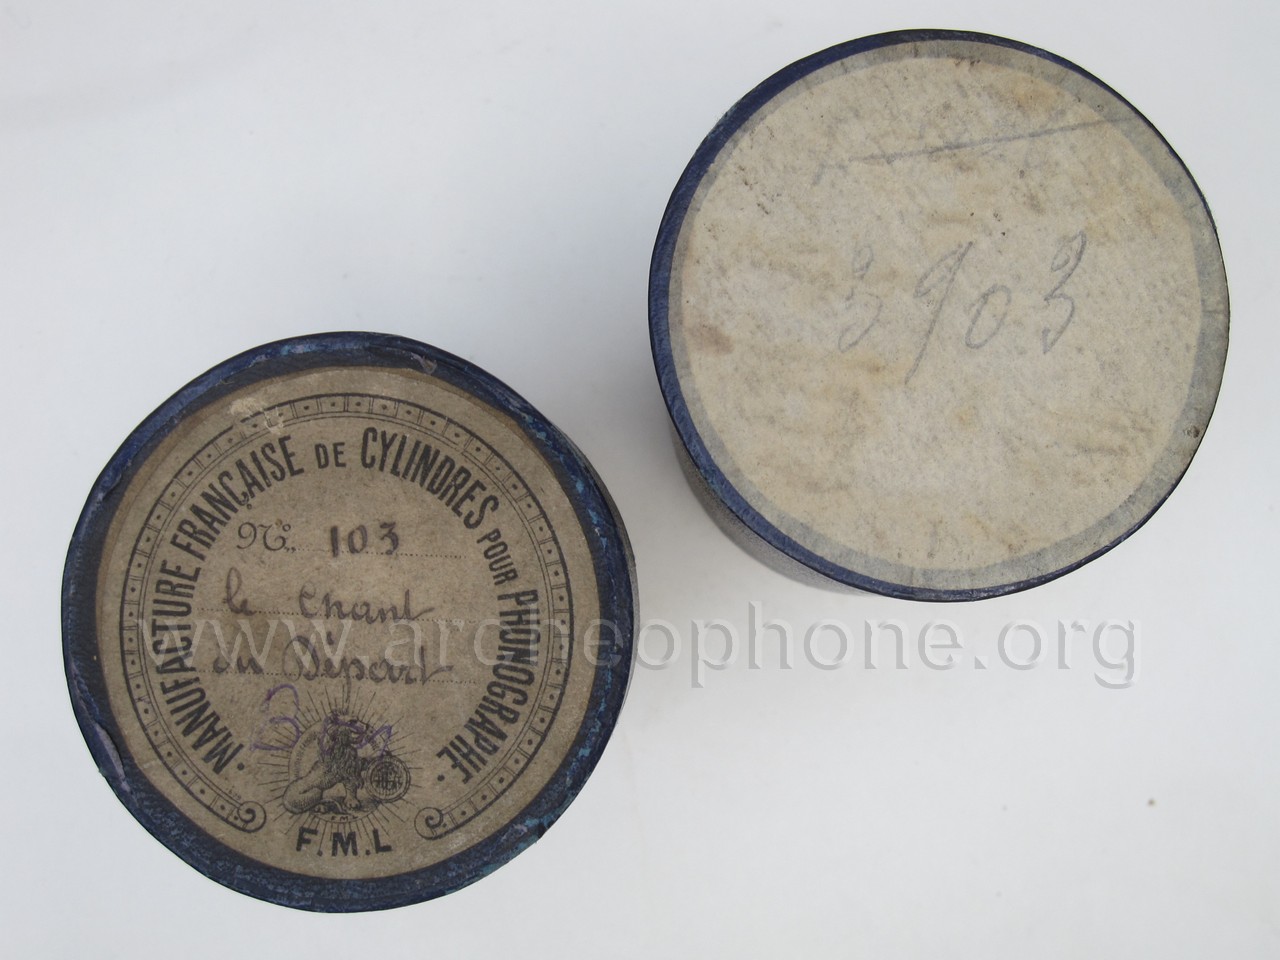 MANUFACTURE FRANÇAISE DE CYLINDRES POUR PHONOGRAPHE
No. 103
le Chant
du Départ
F.M.L
3903
www.archeophone.org